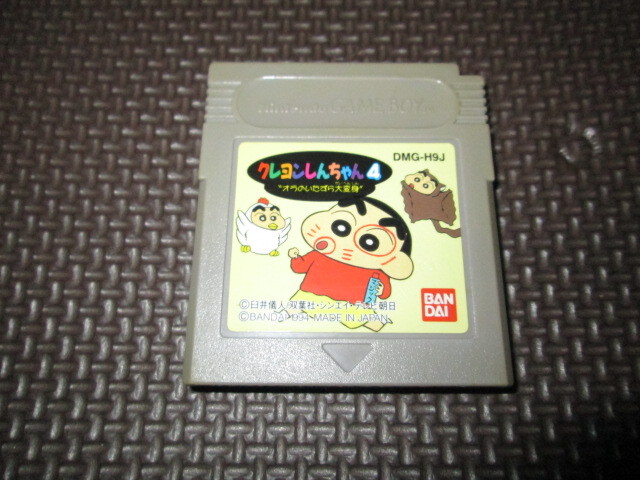 Nintendo GAME BOY
DMG-H9J
クレヨンしんちゃん4
"オラのいたずら大変身"
BAN
DAI
©臼井儀人/双葉社・シンエイ・テレビ朝日
©BANDAI 1994 MADE IN JAPAN